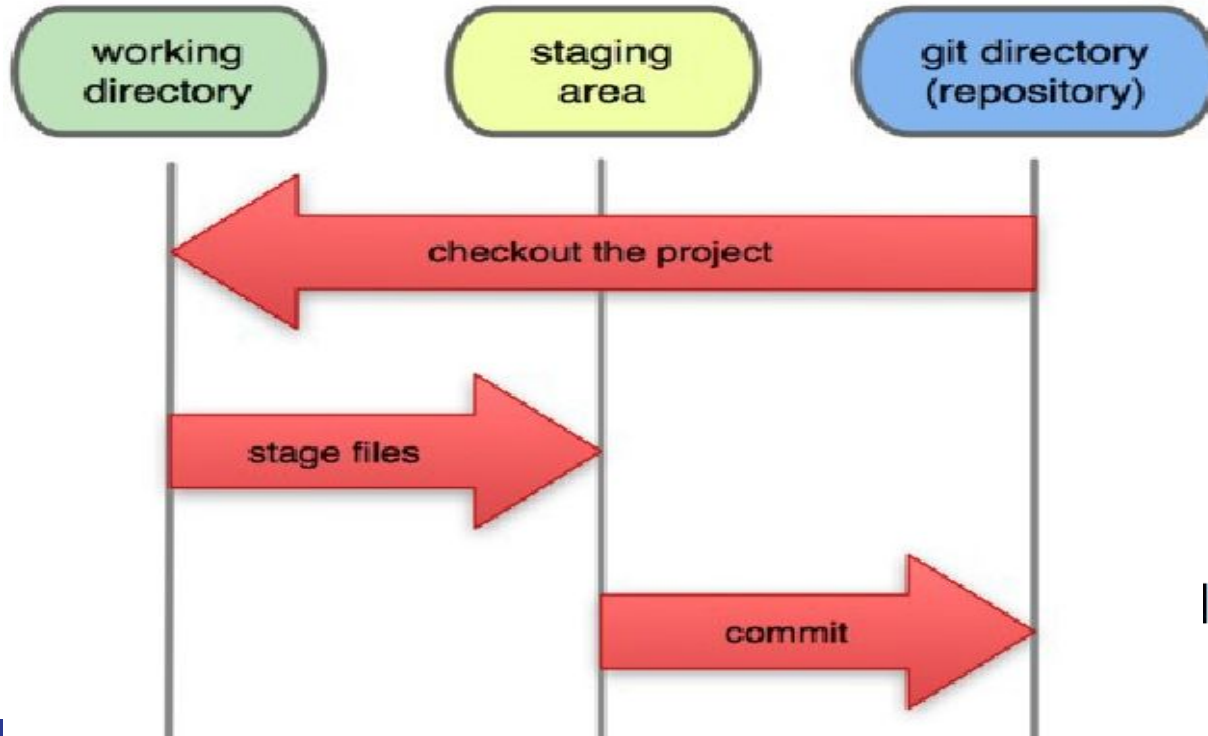 working
directory
staging
area
git directory
(repository)
checkout the project
stage files
commit